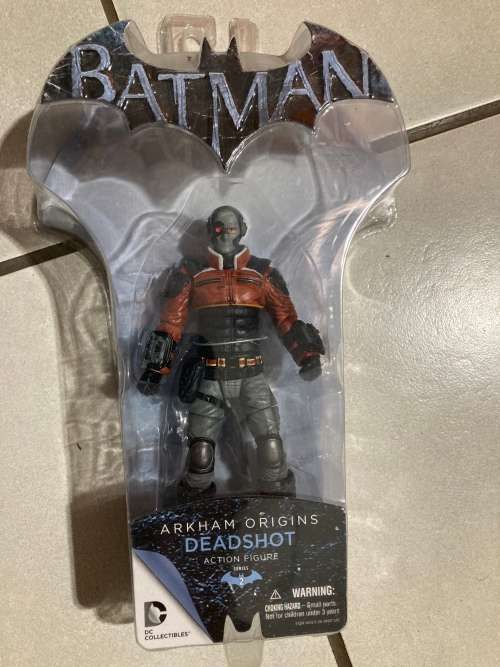 BATMAN
ARKHAM ORIGINS
DEADSHOT
ACTION FIGURE
SERIES
2
WARNING:
CHOKING HAZARD - Small parts.
Not for children under 3 years
DC
COLLECTIBLES